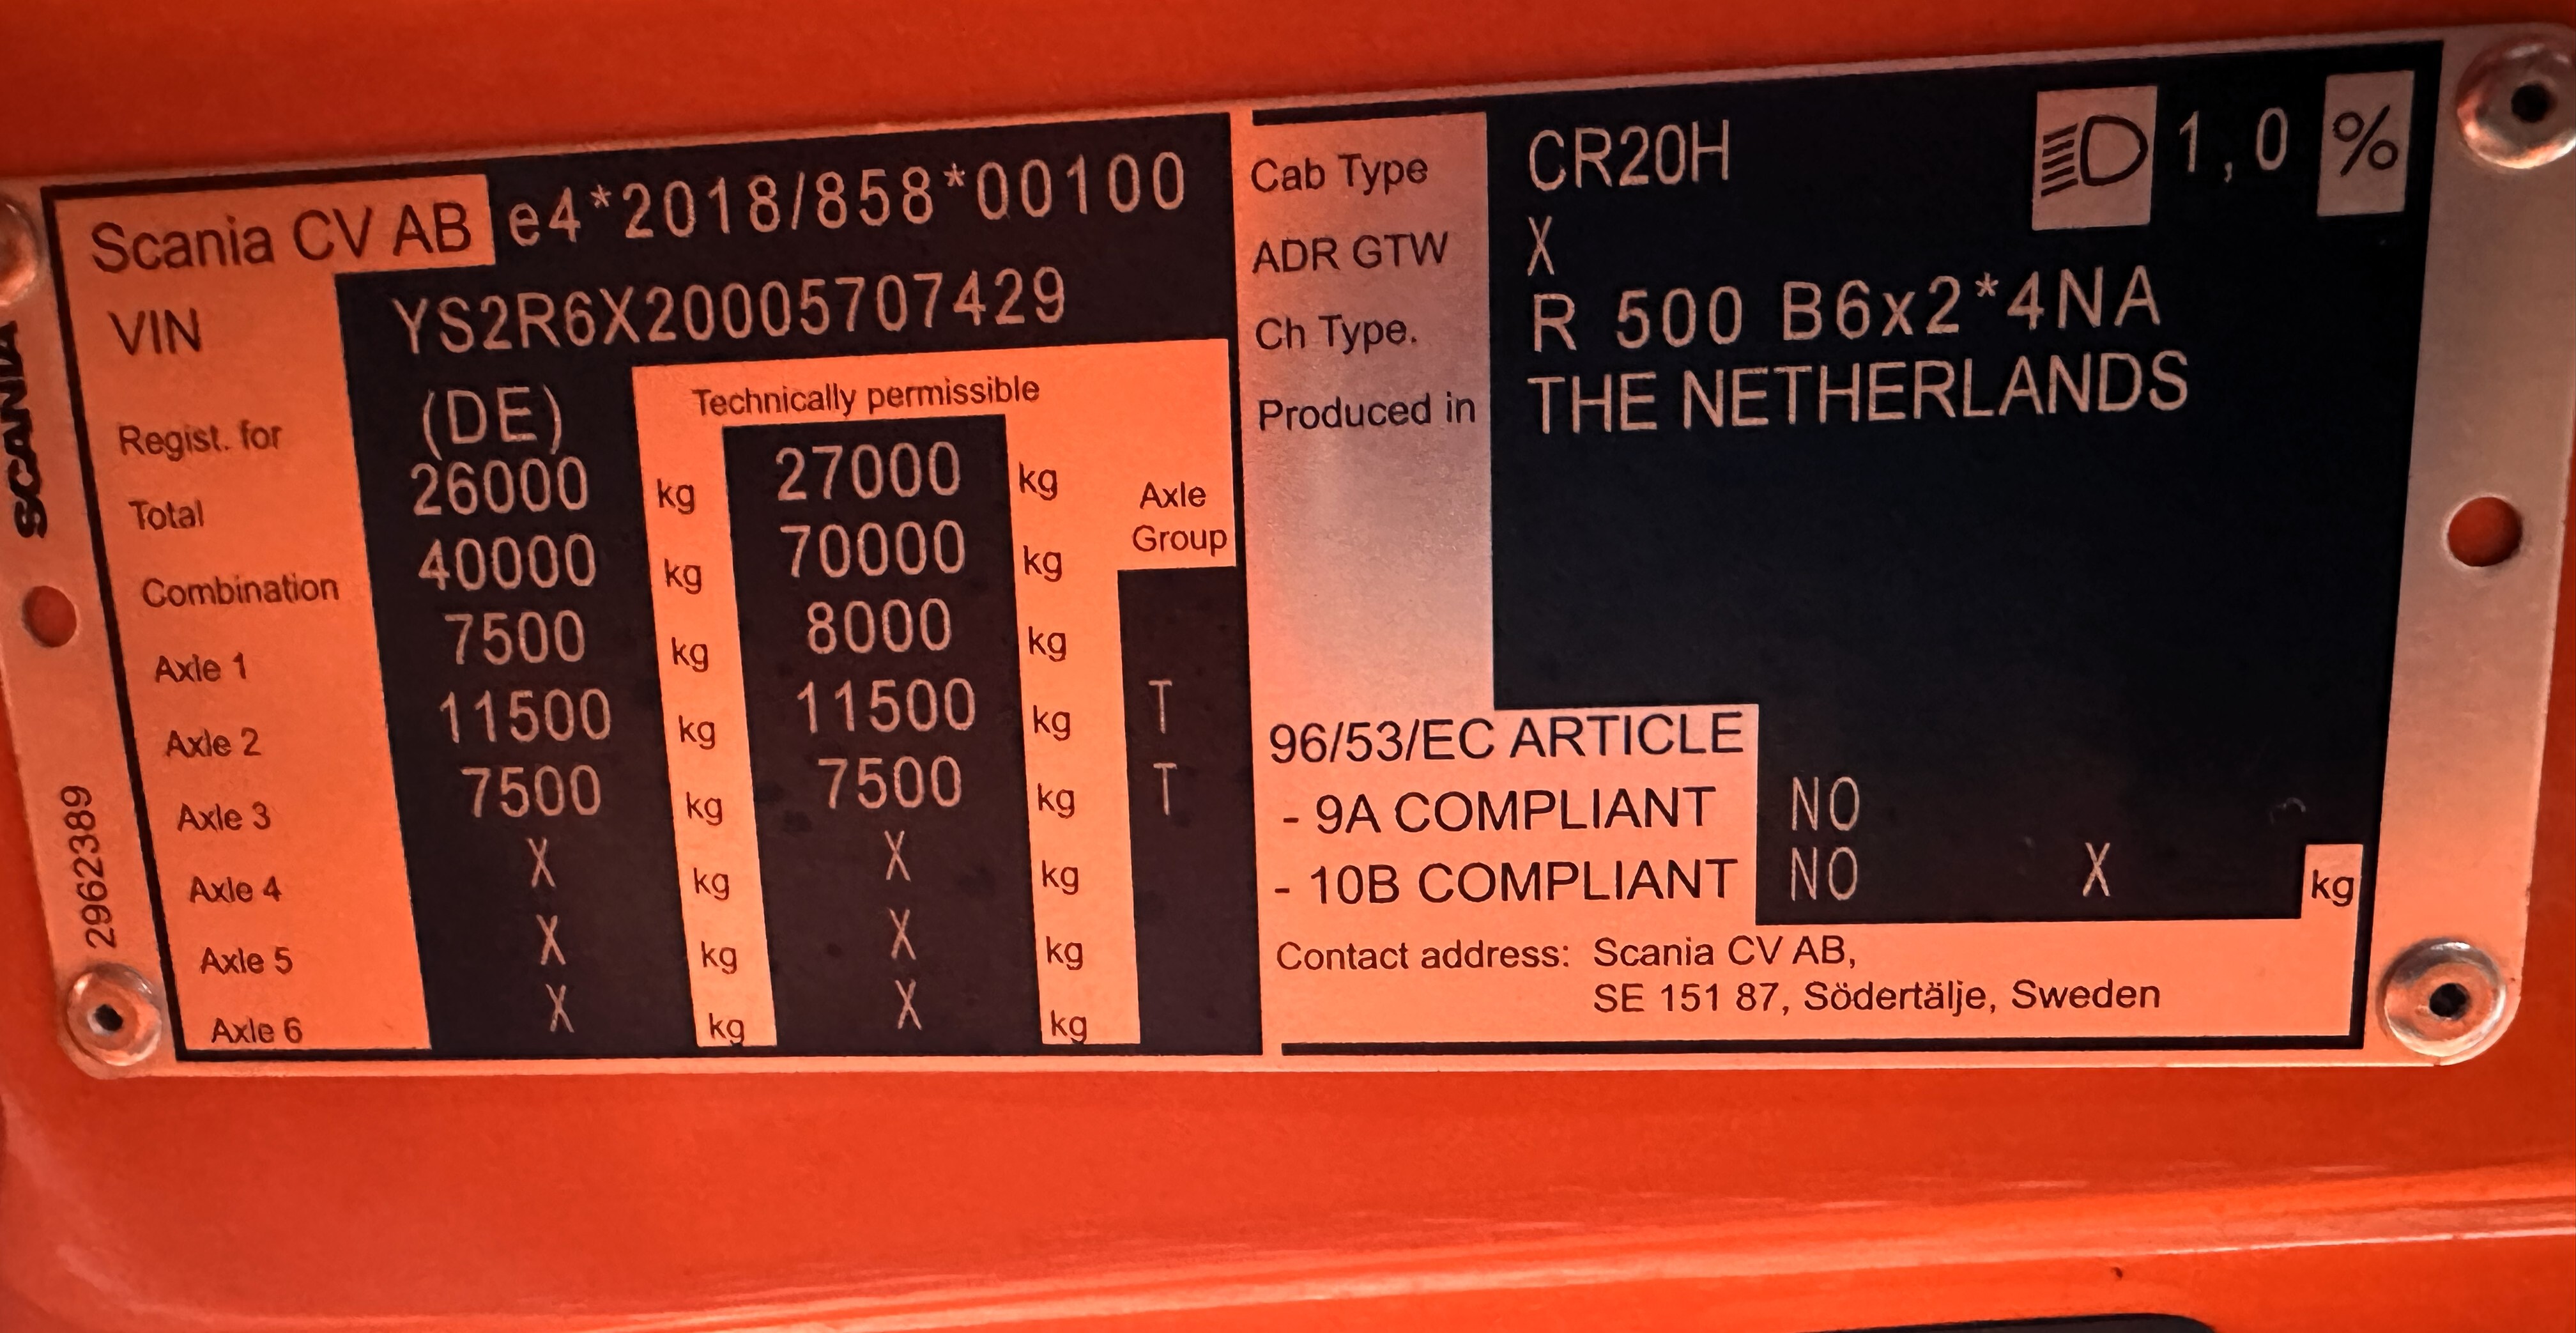 SCANIA
2962389
Scania CV AB e4*2018/858*00100
VIN YS2R6X20005707429
Regist. for (DE) Technically permissible
Total 26000 kg 27000 kg Axle Group
Combination 40000 kg 70000 kg
Axle 1 7500 kg 8000 kg
Axle 2 11500 kg 11500 kg T
Axle 3 7500 kg 7500 kg T
Axle 4 X kg X kg
Axle 5 X kg X kg
Axle 6 X kg X kg
Cab Type CR20H 1,0 %
ADR GTW X
Ch Type. R 500 B6x2*4NA
Produced in THE NETHERLANDS
96/53/EC ARTICLE
- 9A COMPLIANT NO
- 10B COMPLIANT NO X kg
Contact address: Scania CV AB,
SE 151 87, Södertälje, Sweden